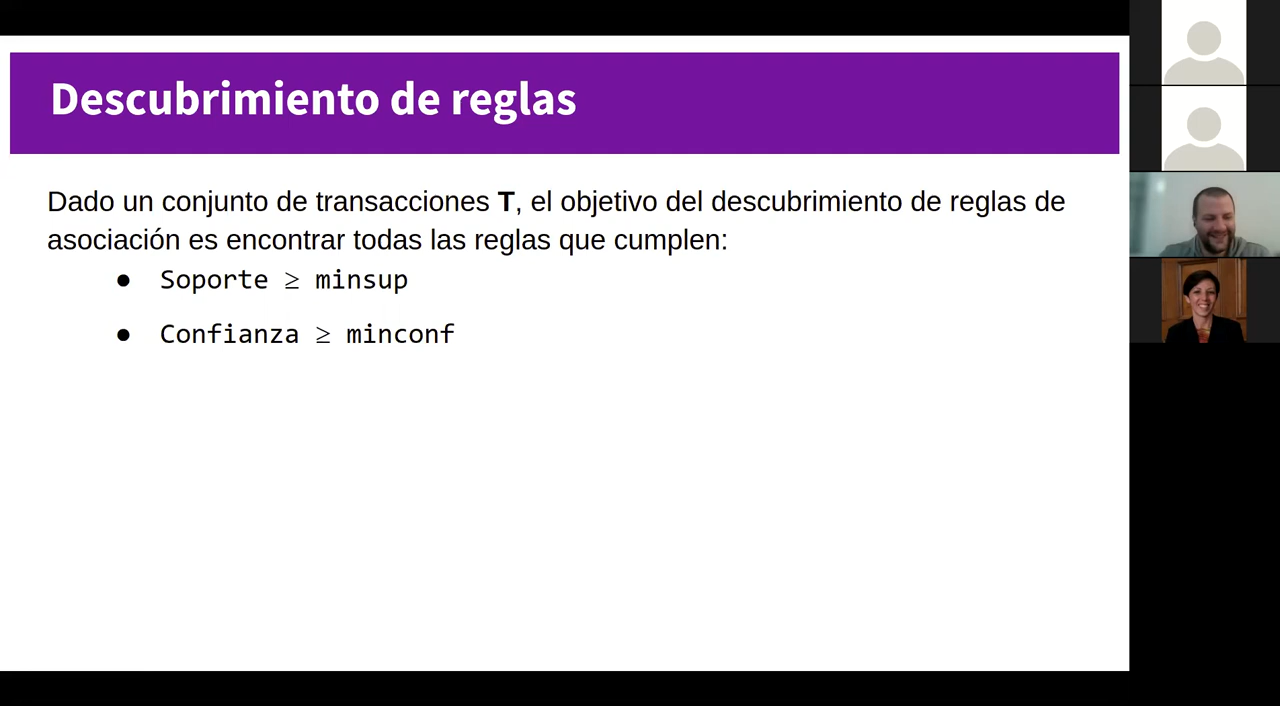 Descubrimiento de reglas
Dado un conjunto de transacciones T, el objetivo del descubrimiento de reglas de
asociación es encontrar todas las reglas que cumplen:
● Soporte ≥ minsup
● Confianza ≥ minconf